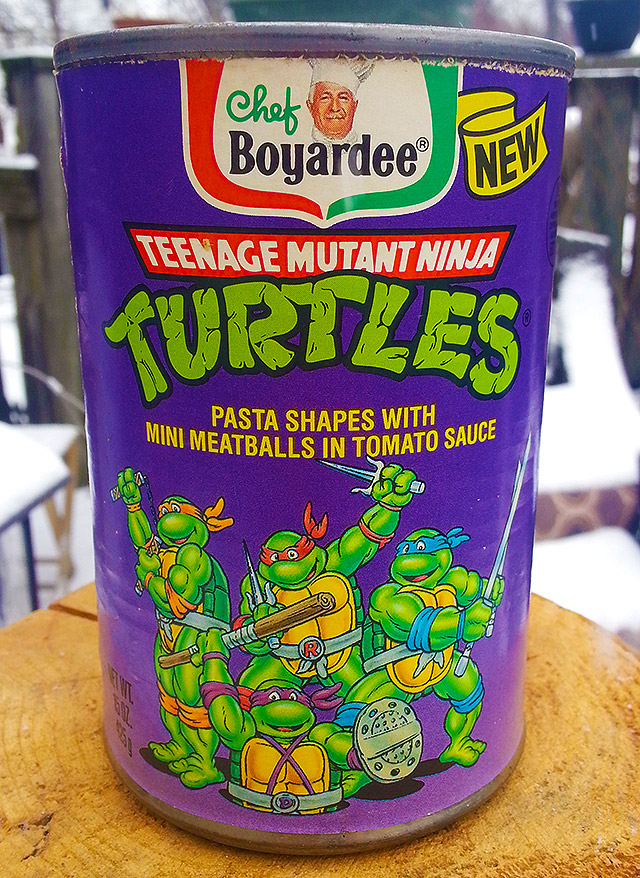 Chef
Boyardee®
NEW
TEENAGE MUTANT NINJA
TURTLES®
PASTA SHAPES WITH
MINI MEATBALLS IN TOMATO SAUCE
R
D
NET WT.
15 OZ.
425 g